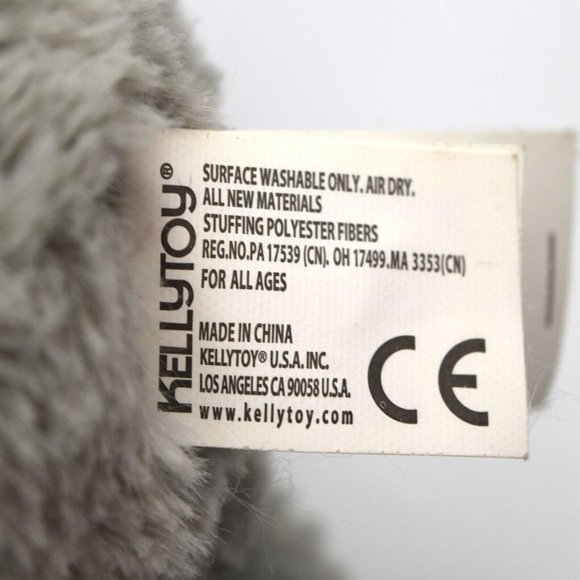 KELLYTOY®
SURFACE WASHABLE ONLY. AIR DRY.
ALL NEW MATERIALS
STUFFING POLYESTER FIBERS
REG.NO.PA 17539 (CN). OH 17499.MA 3353(CN)
FOR ALL AGES
MADE IN CHINA
KELLYTOY® U.S.A. INC.
LOS ANGELES CA 90058 U.S.A.
www.kellytoy.com
CE